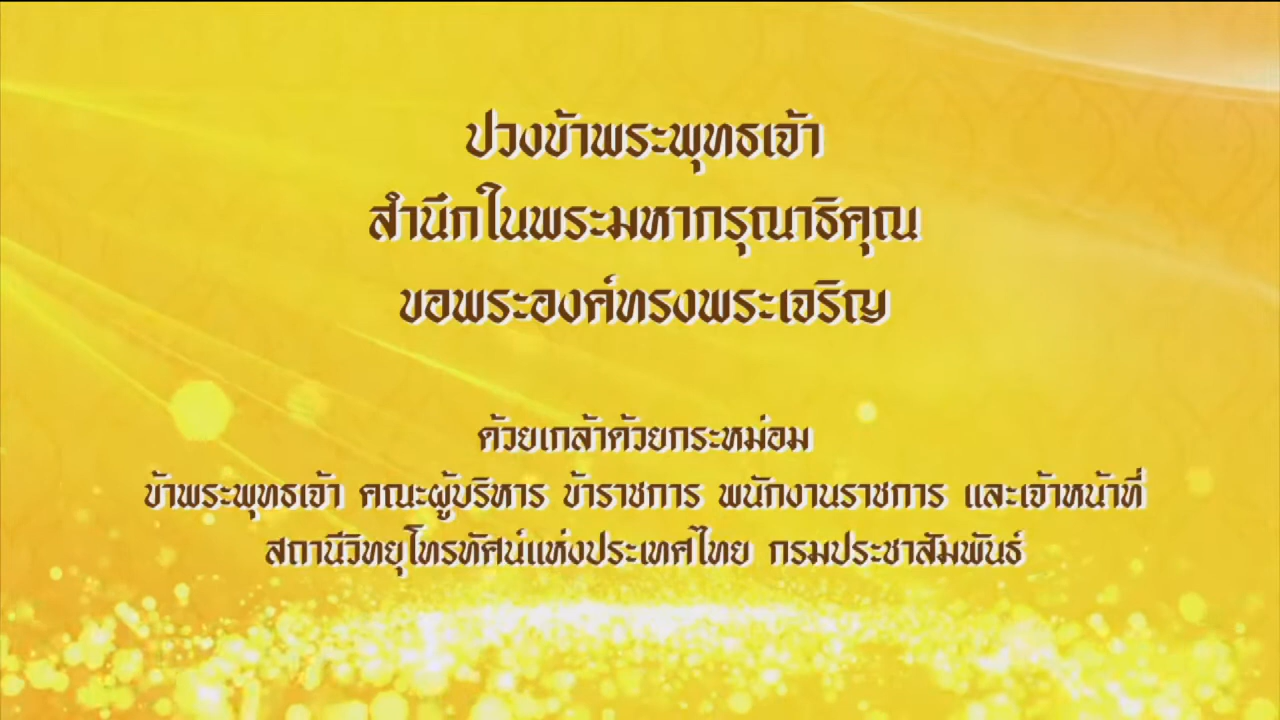 ปวงข้าพระพุทธเจ้า
สำนึกในพระมหากรุณาธิคุณ
ขอพระองค์ทรงพระเจริญ
ด้วยเกล้าด้วยกระหม่อม
ข้าพระพุทธเจ้า คณะผู้บริหาร ข้าราชการ พนักงานราชการ และเจ้าหน้าที่
สถานีวิทยุโทรทัศน์แห่งประเทศไทย กรมประชาสัมพันธ์